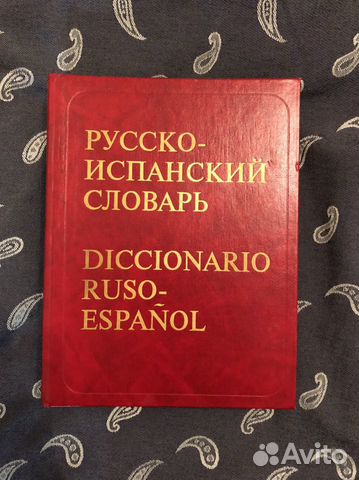 РУССКО-
ИСПАНСКИЙ
СЛОВАРЬ
DICCIONARIO
RUSO-
ESPAÑOL
Avito